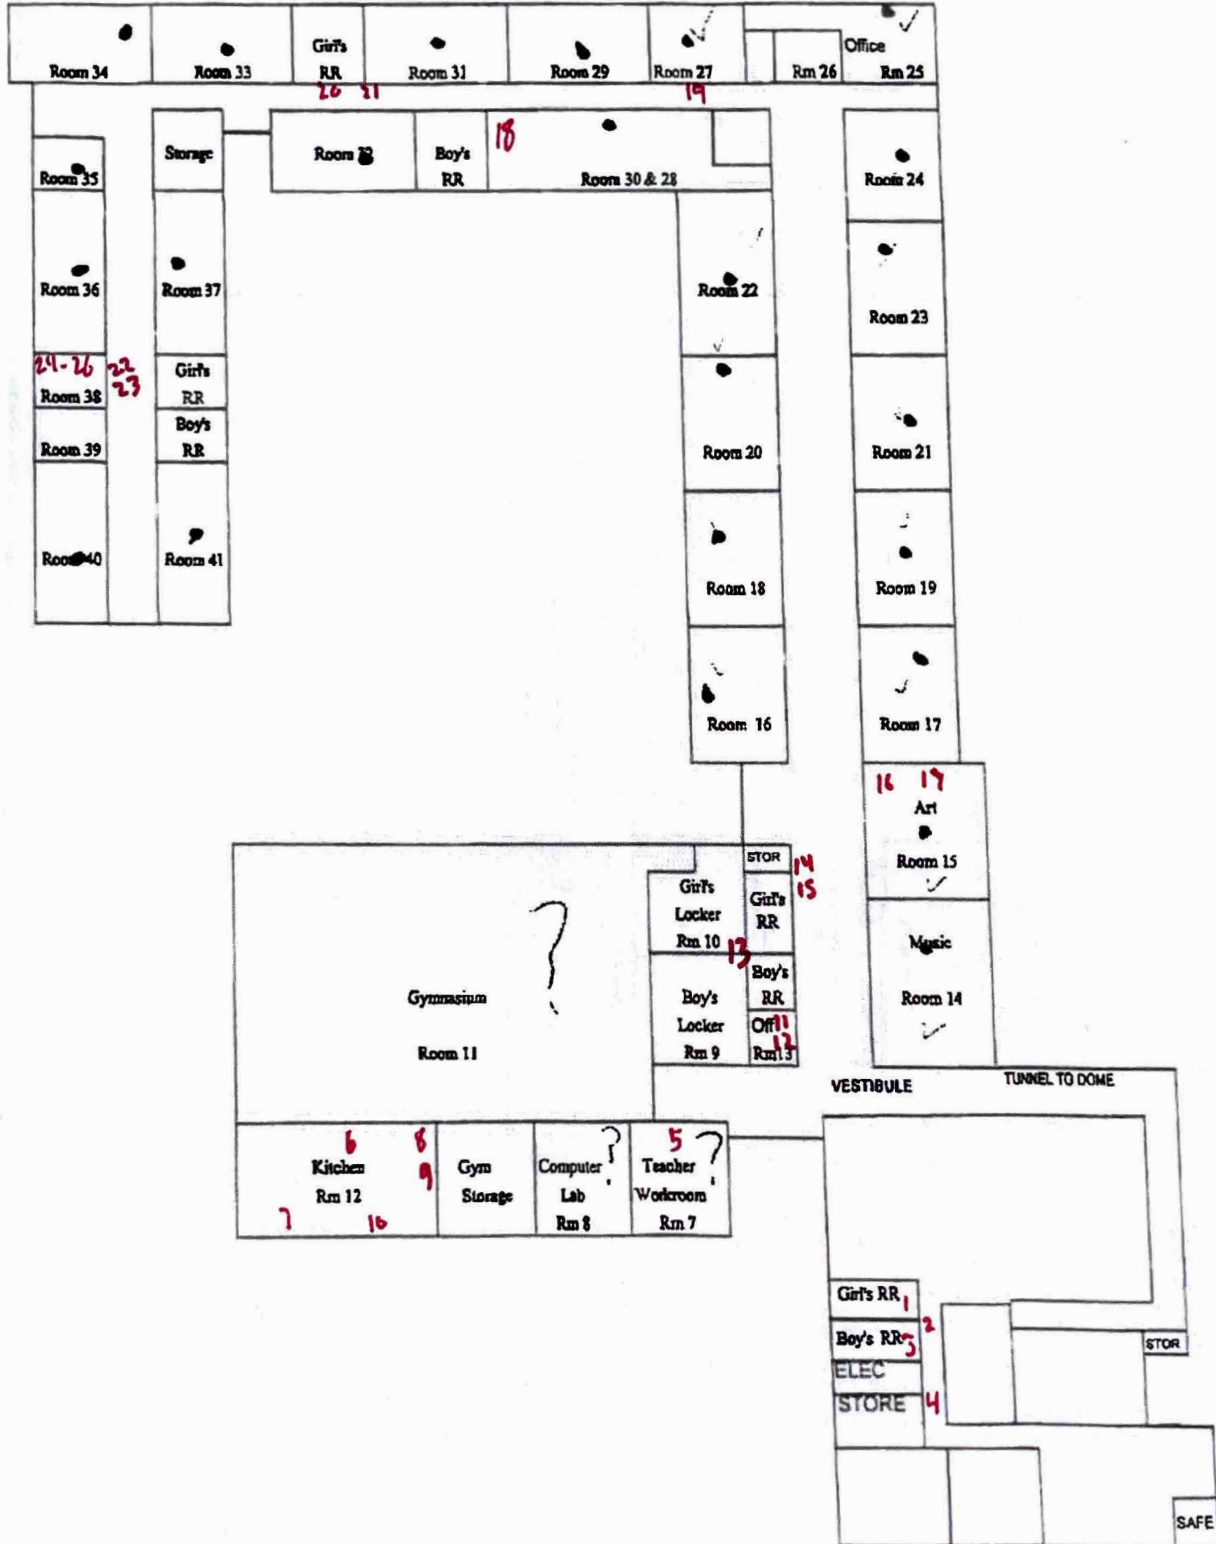 Room 34
Room 33
Girl's
RR
Room 31
Room 29
Room 27
Rm 26
Office
Rm 25
20 21
19
Room 35
Storage
Room
Boy's
RR
18
Room 30 & 28
Room 24
Room 36
Room 37
Room 22
Room 23
24-26
Room 38
22
23
Girl's
RR
Room 39
Boy's
RR
Room 20
Room 21
Room 40
Room 41
Room 18
Room 19
Room 16
Room 17
16
Art
Room 15
STOR
14
15
Girl's
Locker
Rm 10
Girl's
RR
13
Music
Room 14
Gymnasium
Room 11
?
Boy's
Locker
Rm 9
Boy's
RR
Off
11
12
Rm13
VESTIBULE
TUNNEL TO DOME
6 8
Kitchen
9
Rm 12
7 10
Gym
Storage
Computer
Lab
Rm 8
?
5
Teacher
Workroom
Rm 7
?
Girl's RR 1
2
Boy's RR 3
ELEC
STORE 4
STOR
SAFE